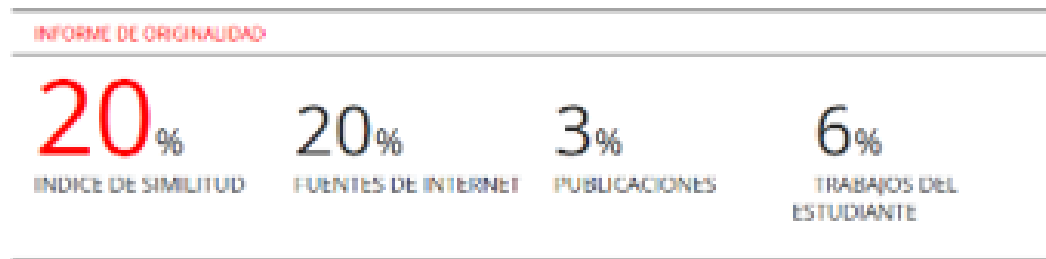 INFORME DE ORIGINALIDAD
20% 20% 3% 6%
INDICE DE SIMILITUD FUENTES DE INTERNET PUBLICACIONES TRABAJOS DEL
ESTUDIANTE